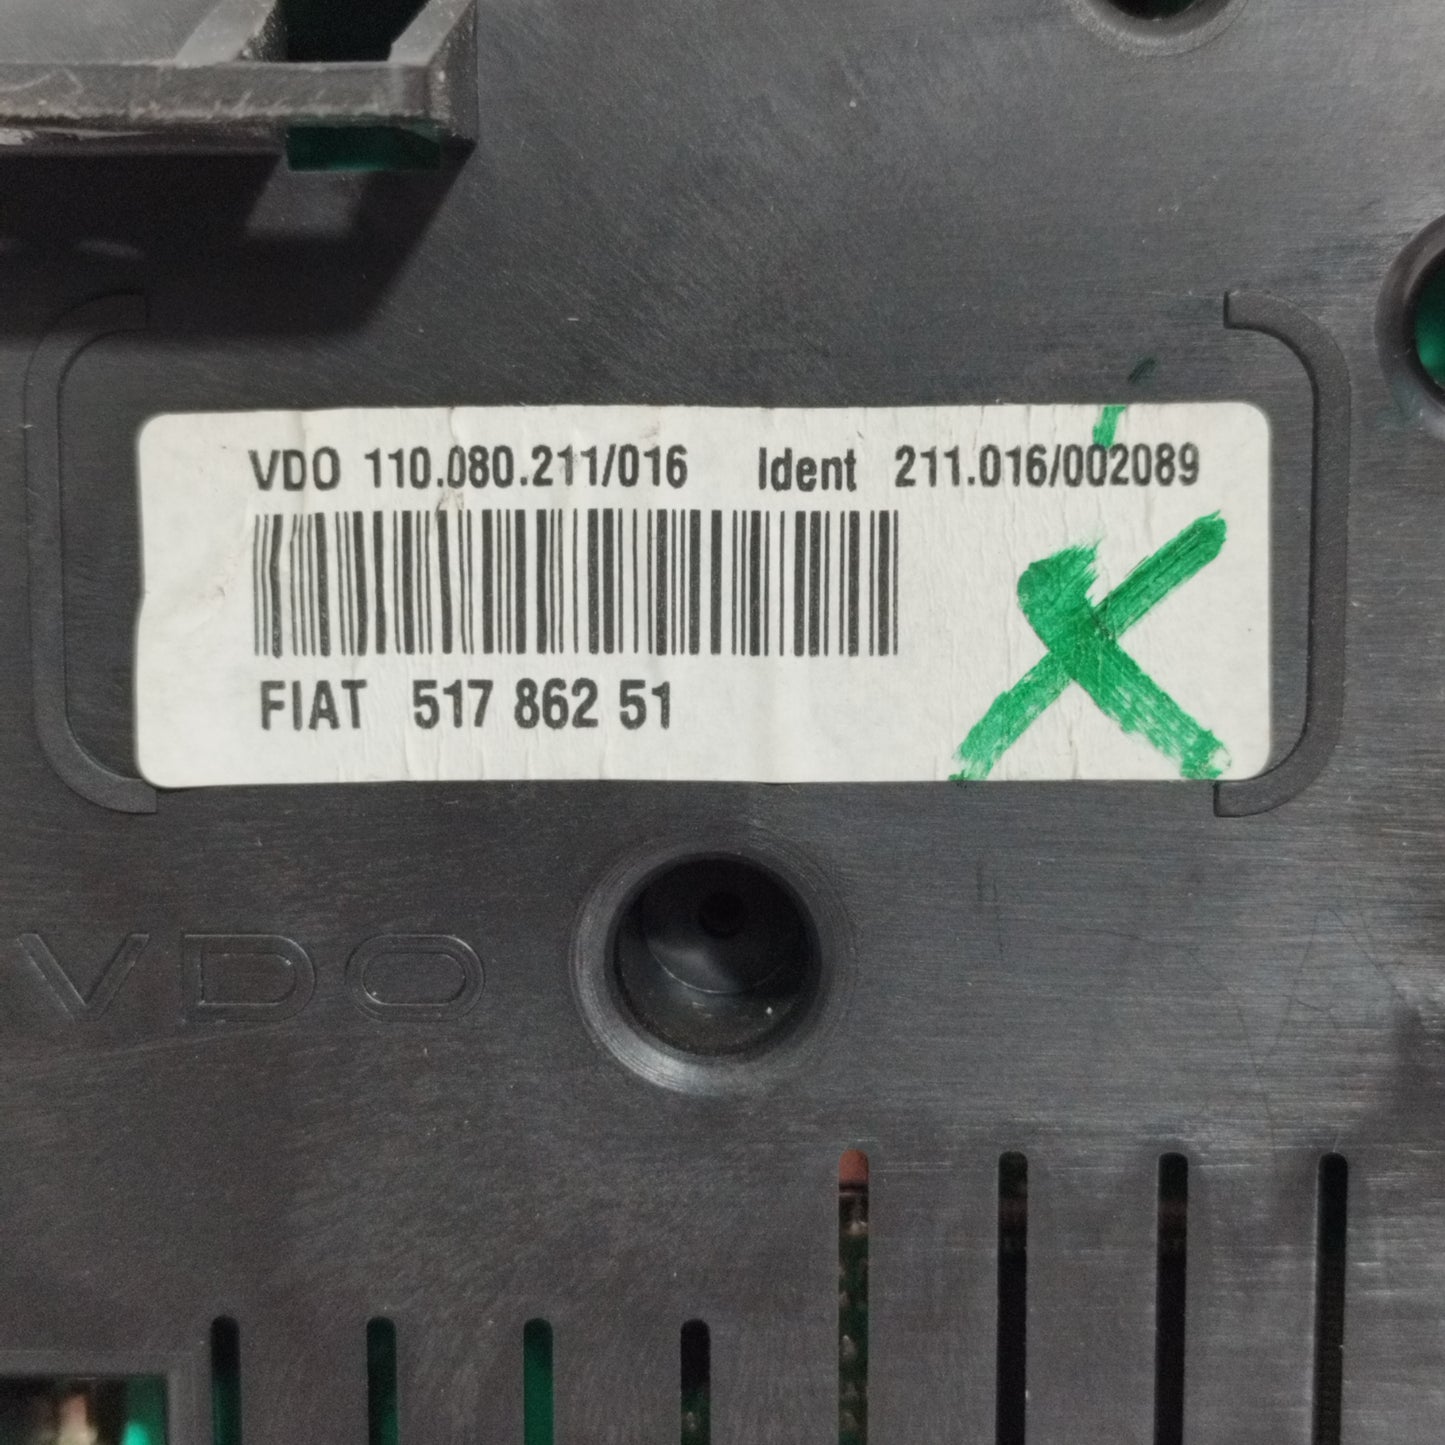 VDO 110.080.211/016 Ident 211.016/002089
FIAT 517 862 51
VDO